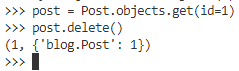 >>> post = Post.objects.get(id=1)
>>> post.delete()
(1, {'blog.Post': 1})
>>>